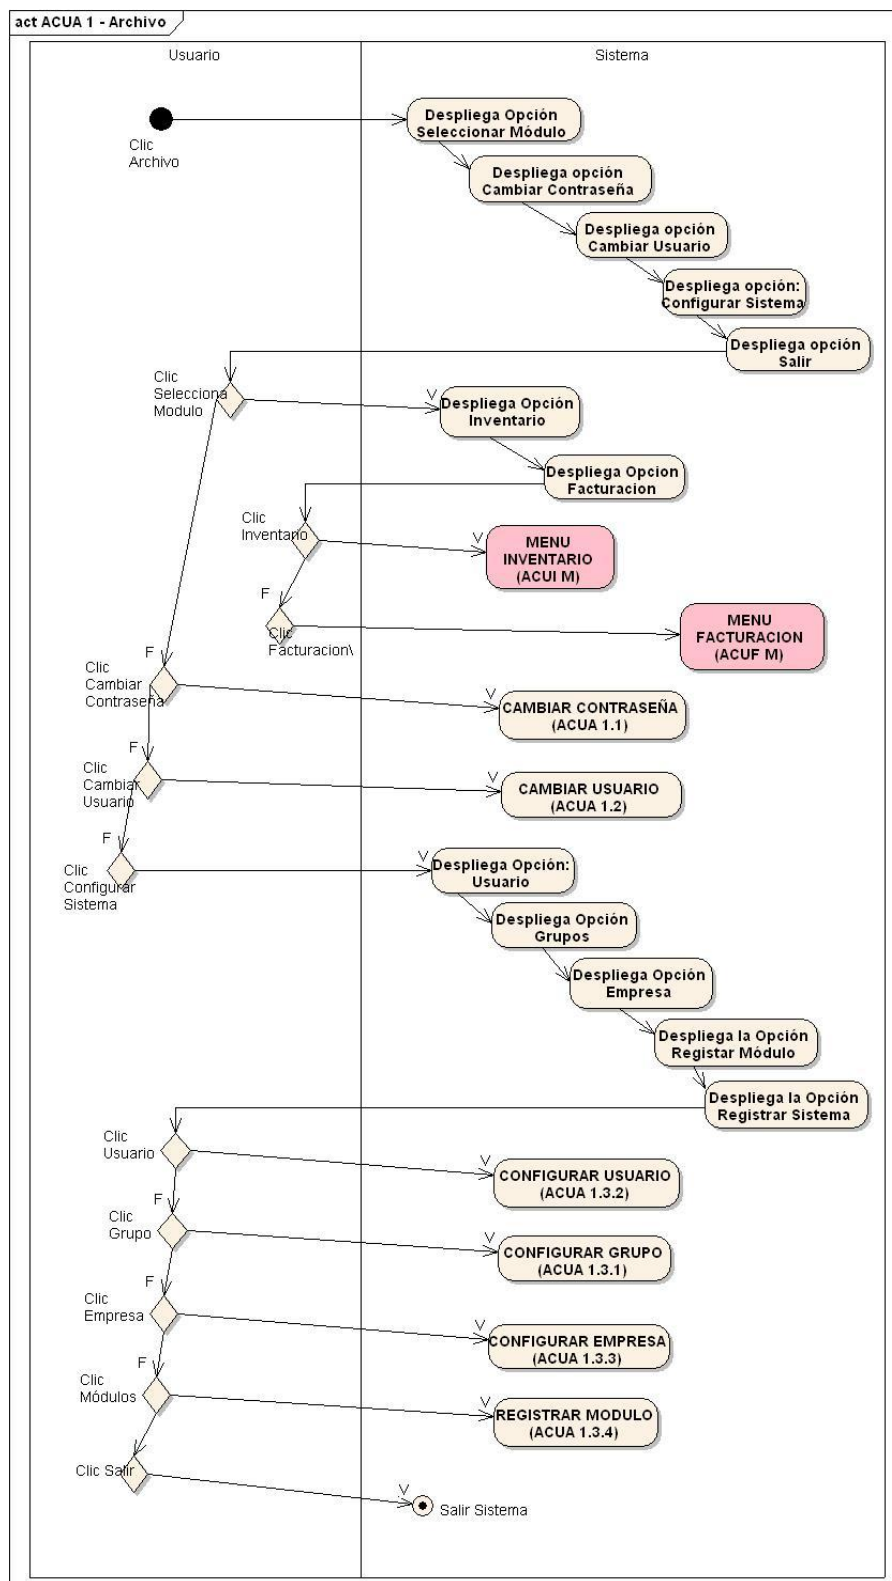 act ACUA 1 - Archivo
Usuario
Sistema
Clic
Archivo
Despliega Opción
Seleccionar Módulo
Despliega opción
Cambiar Contraseña
Despliega opción
Cambiar Usuario
Despliega opción:
Configurar Sistema
Despliega opción
Salir
Clic
Selecciona
Modulo
V
Despliega Opción
Inventario
Despliega Opcion
Facturacion
Clic
Inventario
V
MENU
INVENTARIO
(ACUI M)
F
Clic
Facturacion\
MENU
FACTURACION
(ACUF M)
F
Clic
Cambiar
Contraseña
V
CAMBIAR CONTRASEÑA
(ACUA 1.1)
F
Clic
Cambiar
Usuario
V
CAMBIAR USUARIO
(ACUA 1.2)
F
Clic
Configurar
Sistema
V
Despliega Opción:
Usuario
Despliega Opción
Grupos
Despliega Opción
Empresa
Despliega la Opción
Registar Módulo
Despliega la Opción
Registrar Sistema
Clic
Usuario
V
CONFIGURAR USUARIO
(ACUA 1.3.2)
F
Clic
Grupo
V
CONFIGURAR GRUPO
(ACUA 1.3.1)
F
Clic
Empresa
V
CONFIGURAR EMPRESA
(ACUA 1.3.3)
F
Clic
Módulos
V
REGISTRAR MODULO
(ACUA 1.3.4)
Clic Salir
V
Salir Sistema